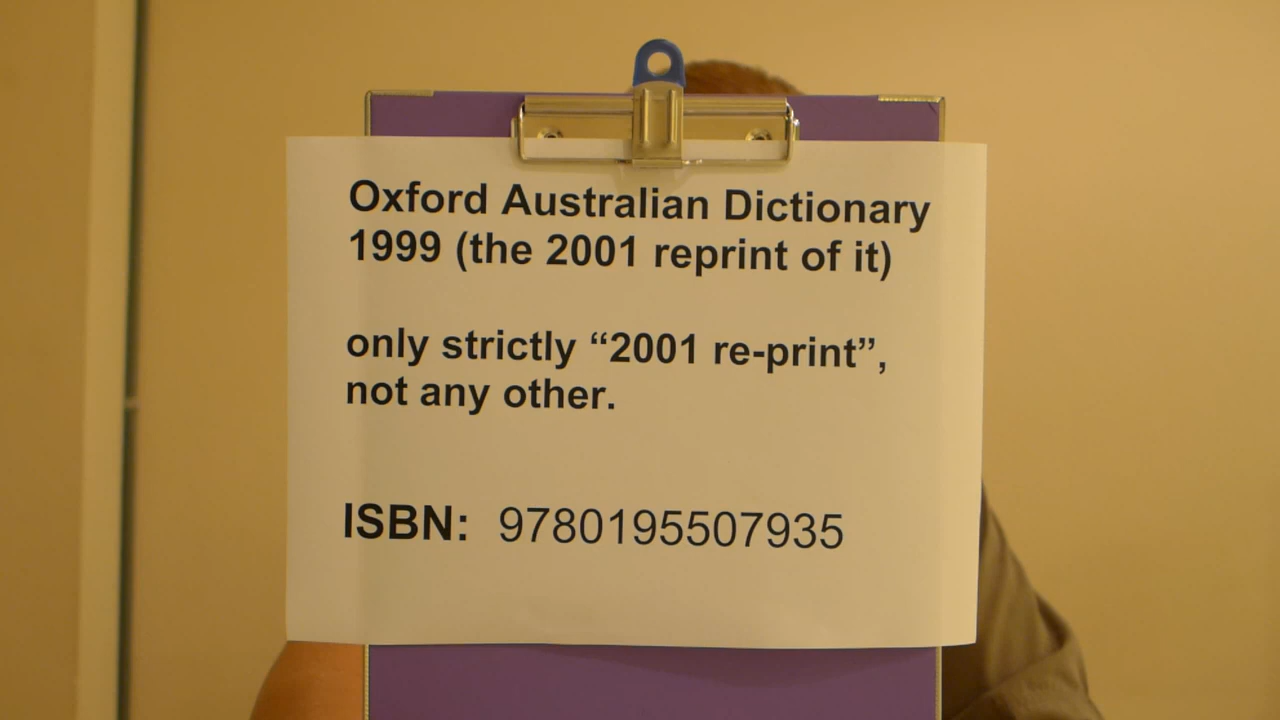 Oxford Australian Dictionary
1999 (the 2001 reprint of it)
only strictly “2001 re-print”,
not any other.
ISBN: 9780195507935